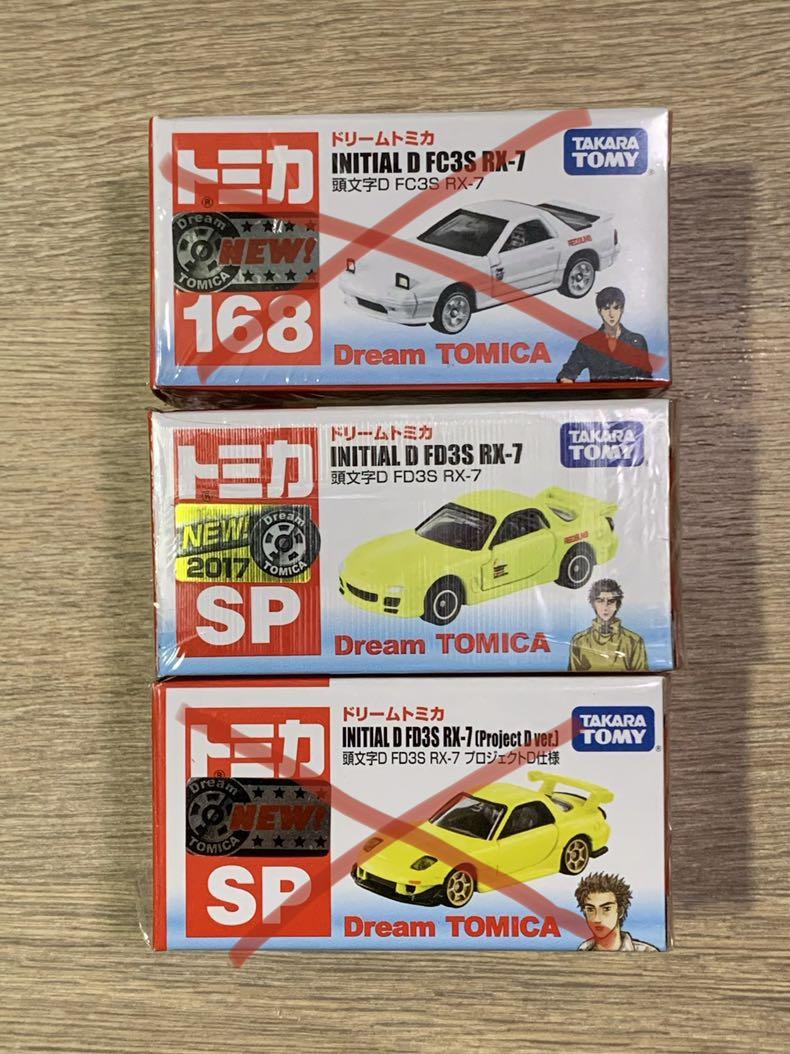 トミカ
ドリームトミカ
INITIAL D FC3S RX-7
頭文字D FC3S RX-7
TAKARA
TOMY
Dream
NEW!
TOMICA
168
REDSUNS
Dream TOMICA
トミカ
ドリームトミカ
INITIAL D FD3S RX-7
頭文字D FD3S RX-7
TAKARA
TOMY
NEW!
2017
Dream
TOMICA
SP
REDSUNS
Dream TOMICA
トミカ
ドリームトミカ
INITIAL D FD3S RX-7 (Project D ver.)
頭文字D FD3S RX-7 プロジェクトD仕様
TAKARA
TOMY
Dream
NEW!
TOMICA
SP
Dream TOMICA